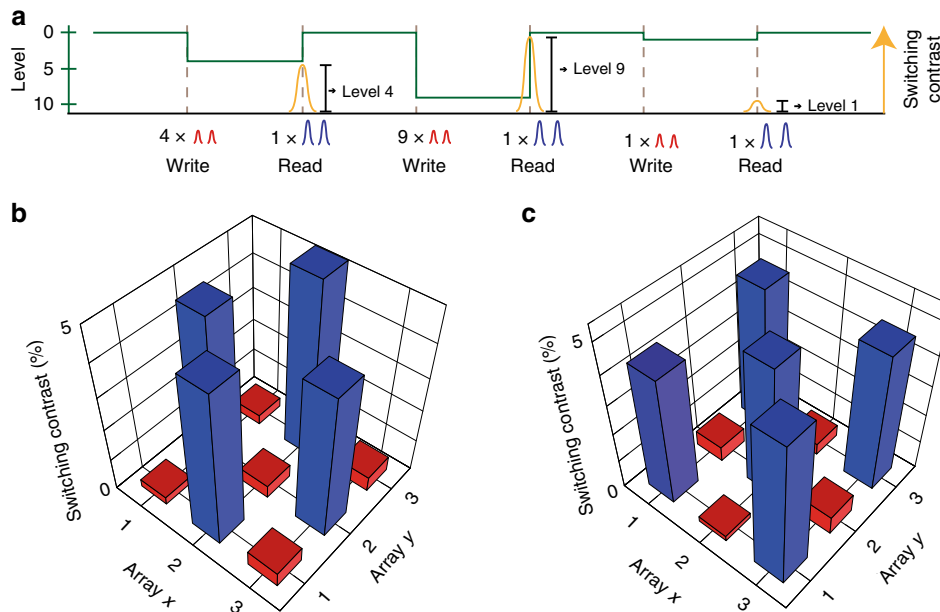 a
0
5
10
Level
Level 4
Level 9
Level 1
Switching contrast
4 × 1 × 9 × 1 × 1 × 1 ×
Write Read Write Read Write Read
b
5
0
Switching contrast (%)
1
2
3
Array x
1
2
3
Array y
c
5
0
Switching contrast (%)
1
2
3
Array x
1
2
3
Array y